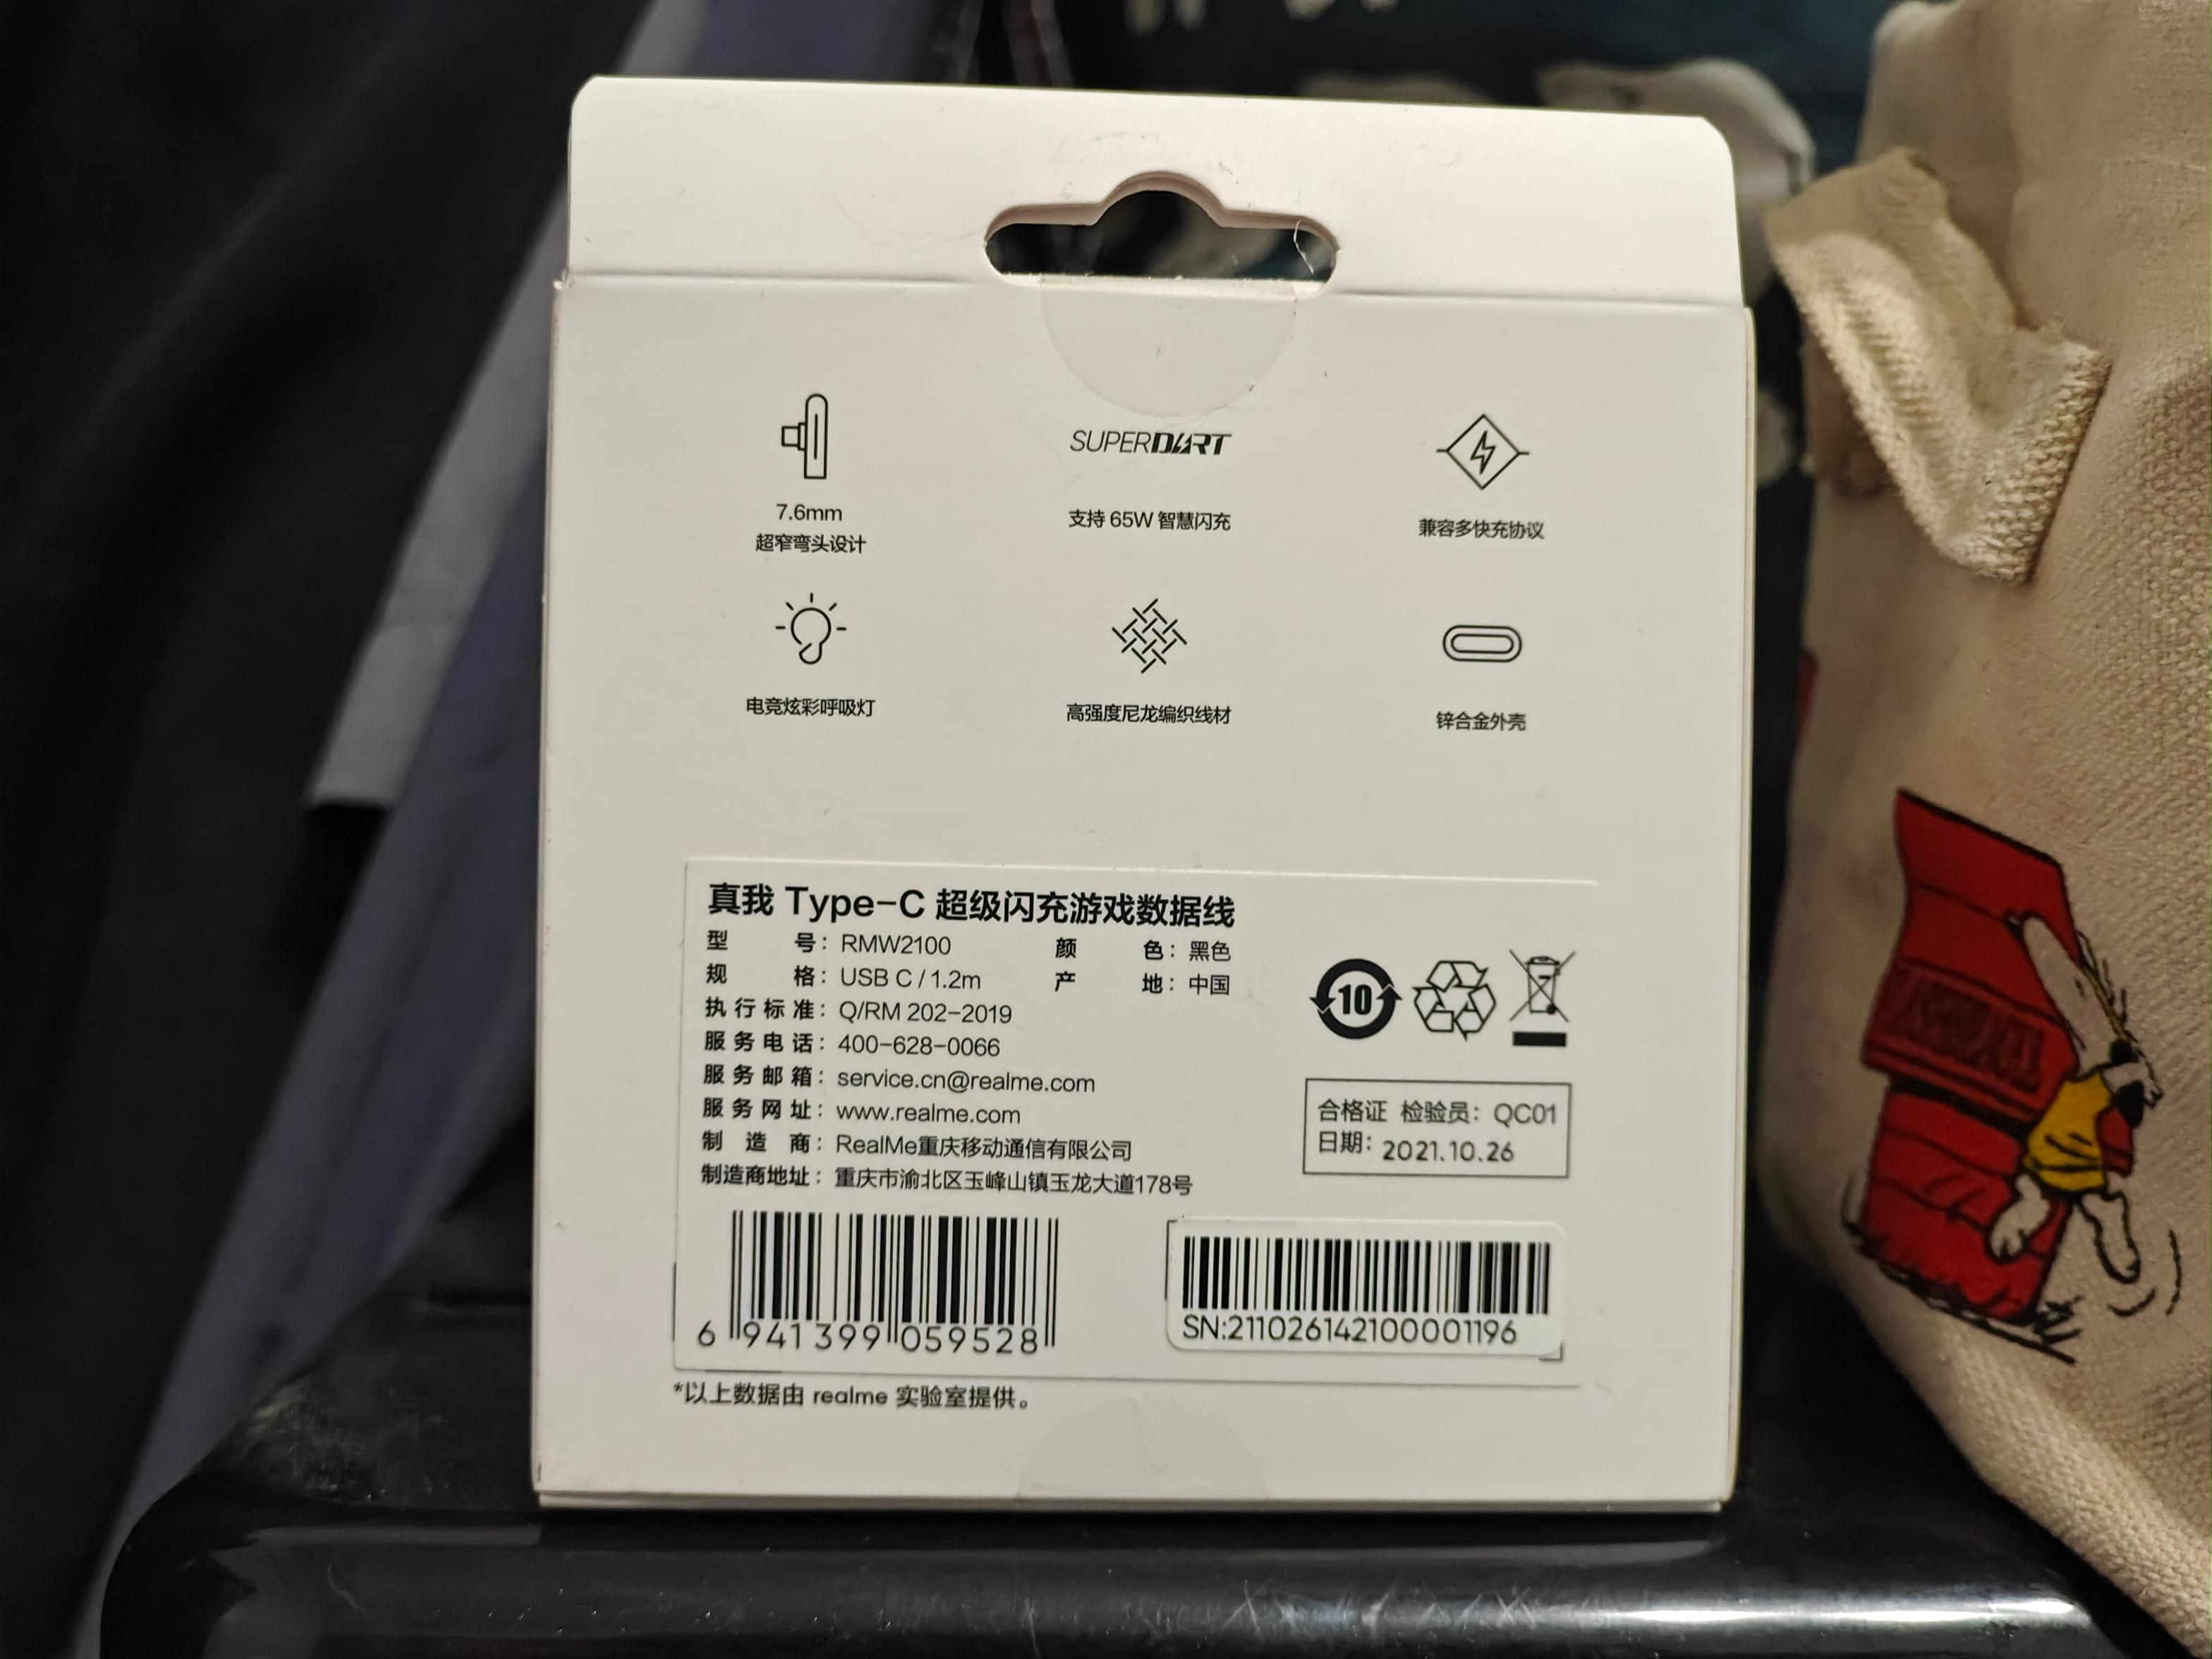 7.6mm
超窄弯头设计
SUPERDART
支持 65W 智慧闪充
兼容多快充协议
电竞炫彩呼吸灯
高强度尼龙编织线材
锌合金外壳
真我 Type-C 超级闪充游戏数据线
型号：RMW2100 颜色：黑色
规格：USB C / 1.2m 产地：中国
执行标准：Q/RM 202-2019
服务电话：400-628-0066
服务邮箱：service.cn@realme.com
服务网址：www.realme.com
制造商：RealMe重庆移动通信有限公司
制造商地址：重庆市渝北区玉峰山镇玉龙大道178号
10
合格证 检验员：QC01
日期：2021.10.26
6 941399 059528
SN:211026142100001196
*以上数据由 realme 实验室提供。